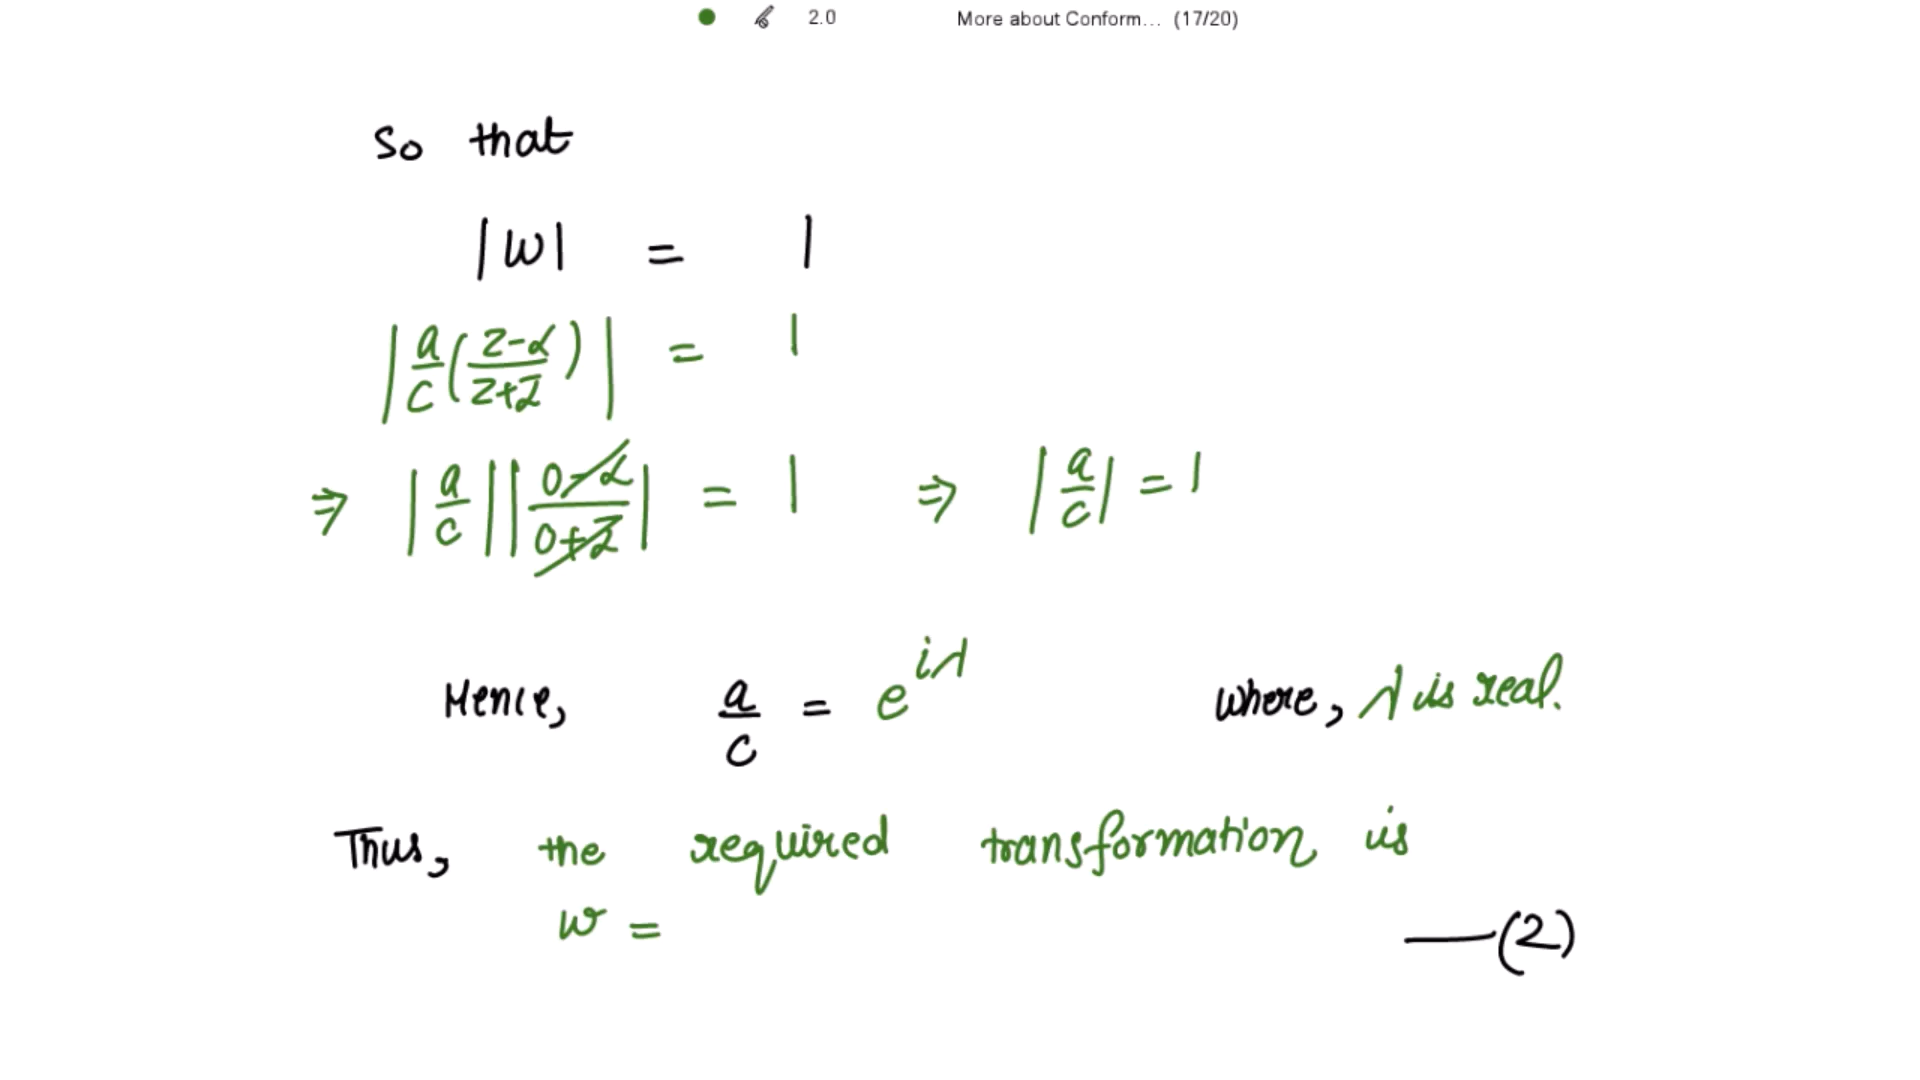 2.0 More about Conform... (17/20)
So that
|w| = 1
|a/c((z-α)/(z+ᾱ))| = 1
⇒ |a/c||(0-α)/(0+ᾱ)| = 1 ⇒ |a/c| = 1
Hence, a/c = e^{iλ} where, λ is real.
Thus, the required transformation is
w = —(2)